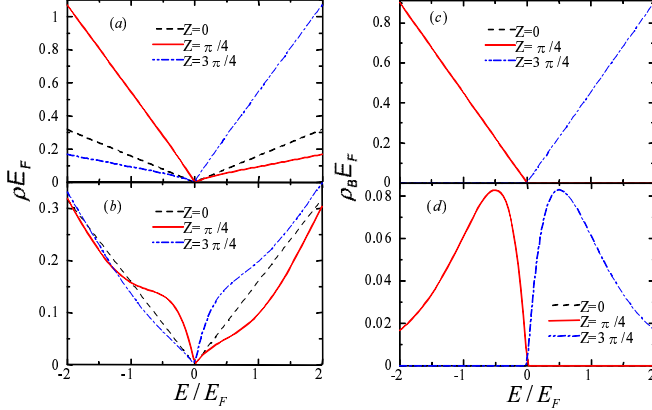 (a)
Z=0
Z= π /4
Z=3 π /4
1
0.8
0.6
0.4
0.2
0
ρE_F
(b)
Z=0
Z= π /4
Z=3 π /4
0.3
0.2
0.1
0
-2 -1 0 1 2
E / E_F
(c)
Z=0
Z= π /4
Z=3 π /4
0.8
0.6
0.4
0.2
0
ρ_B E_F
(d)
Z=0
Z= π /4
Z=3 π /4
0.08
0.06
0.04
0.02
0
-2 -1 0 1 2
E / E_F